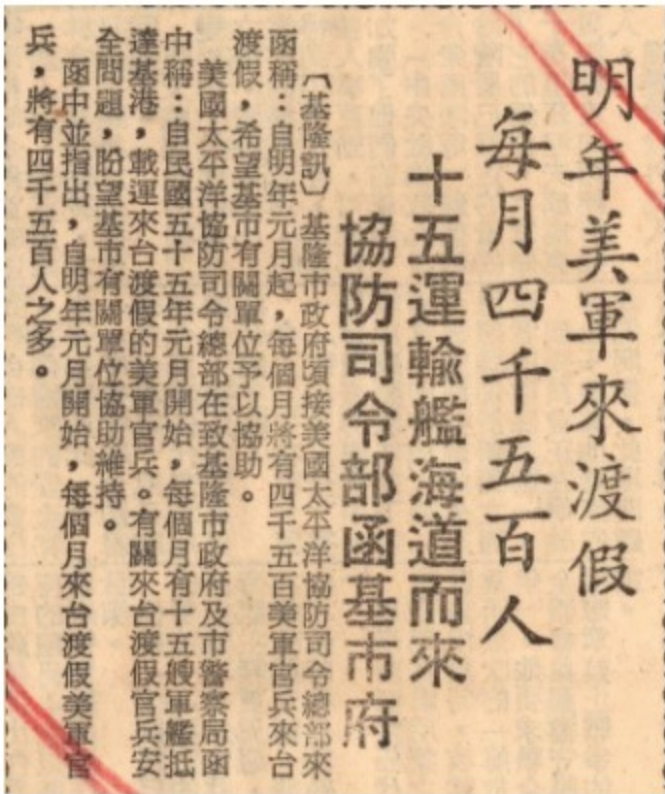 明年美軍來渡假
每月四千五百人
十五運輸艦海道而來
協防司令部函基市府
〔基隆訊〕基隆市政府頃接美國太平洋協防司令總部來
函稱：自明年元月起，每個月將有四千五百美軍官兵來台
渡假，希望基市有關單位予以協助。
美國太平洋協防司令總部在致基隆市政府及市警察局函
中稱：自民國五十五年元月開始，每個月有十五艘軍艦抵
達基港，載運來台渡假的美軍官兵。有關來台渡假官兵安
全問題，盼望基市有關單位協助維持。
函中並指出，自明年元月開始，每個月來台渡假美軍官
兵，將有四千五百人之多。